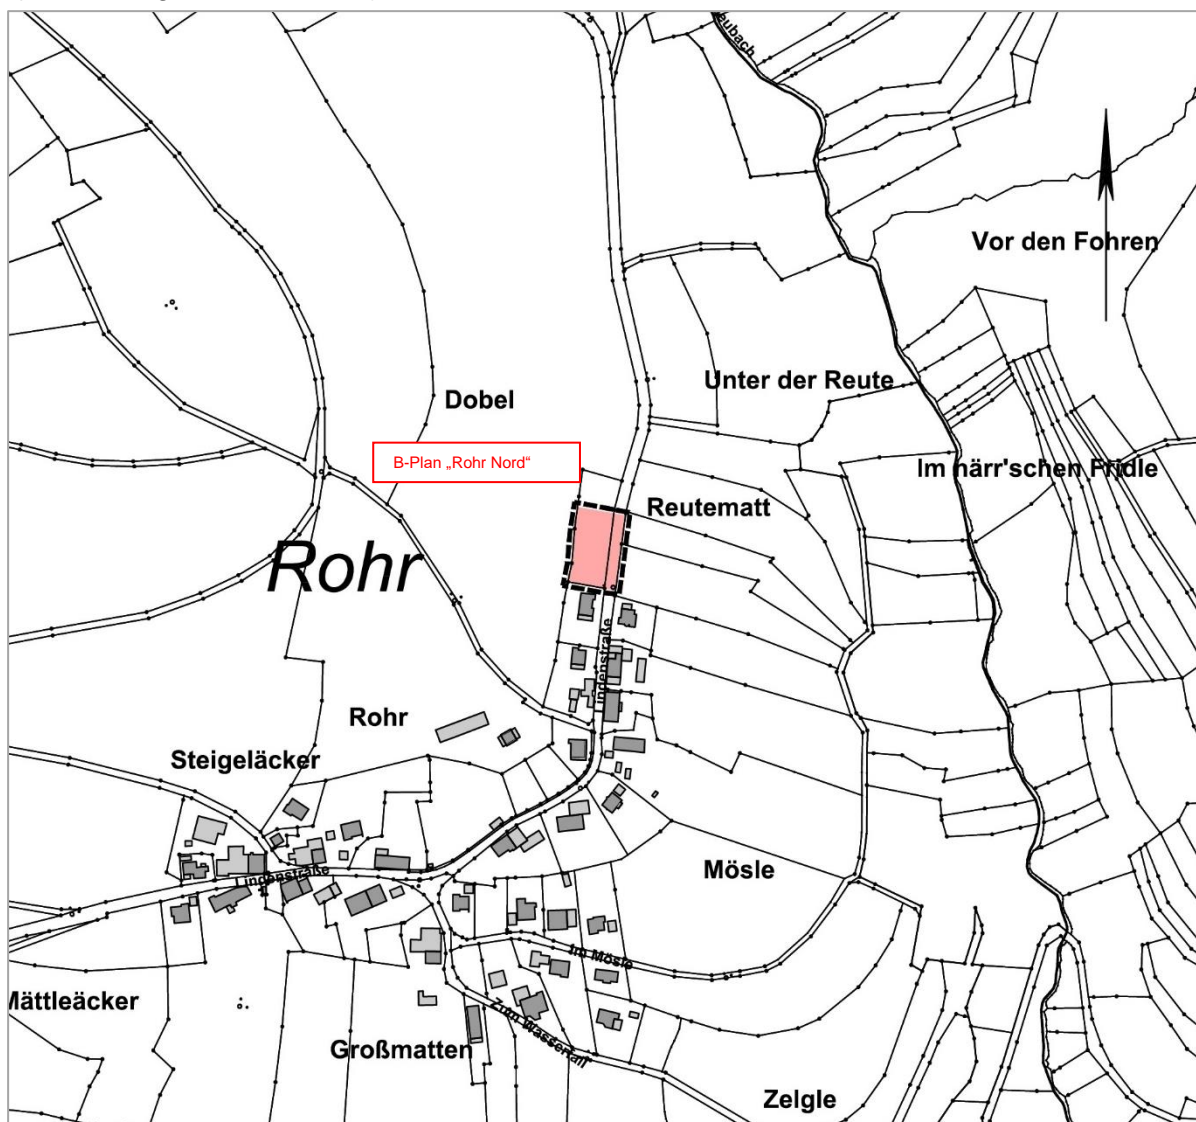 Vor den Fohren
Unter der Reute
Dobel
B-Plan „Rohr Nord“
Im närr'schen Fridle
Reutematt
Rohr
Lindenstraße
Rohr
Steigeläcker
Mösle
Lindenstraße
Im Mösle
Mättleäcker
Zum Wasserfall
Großmatten
Zelgle